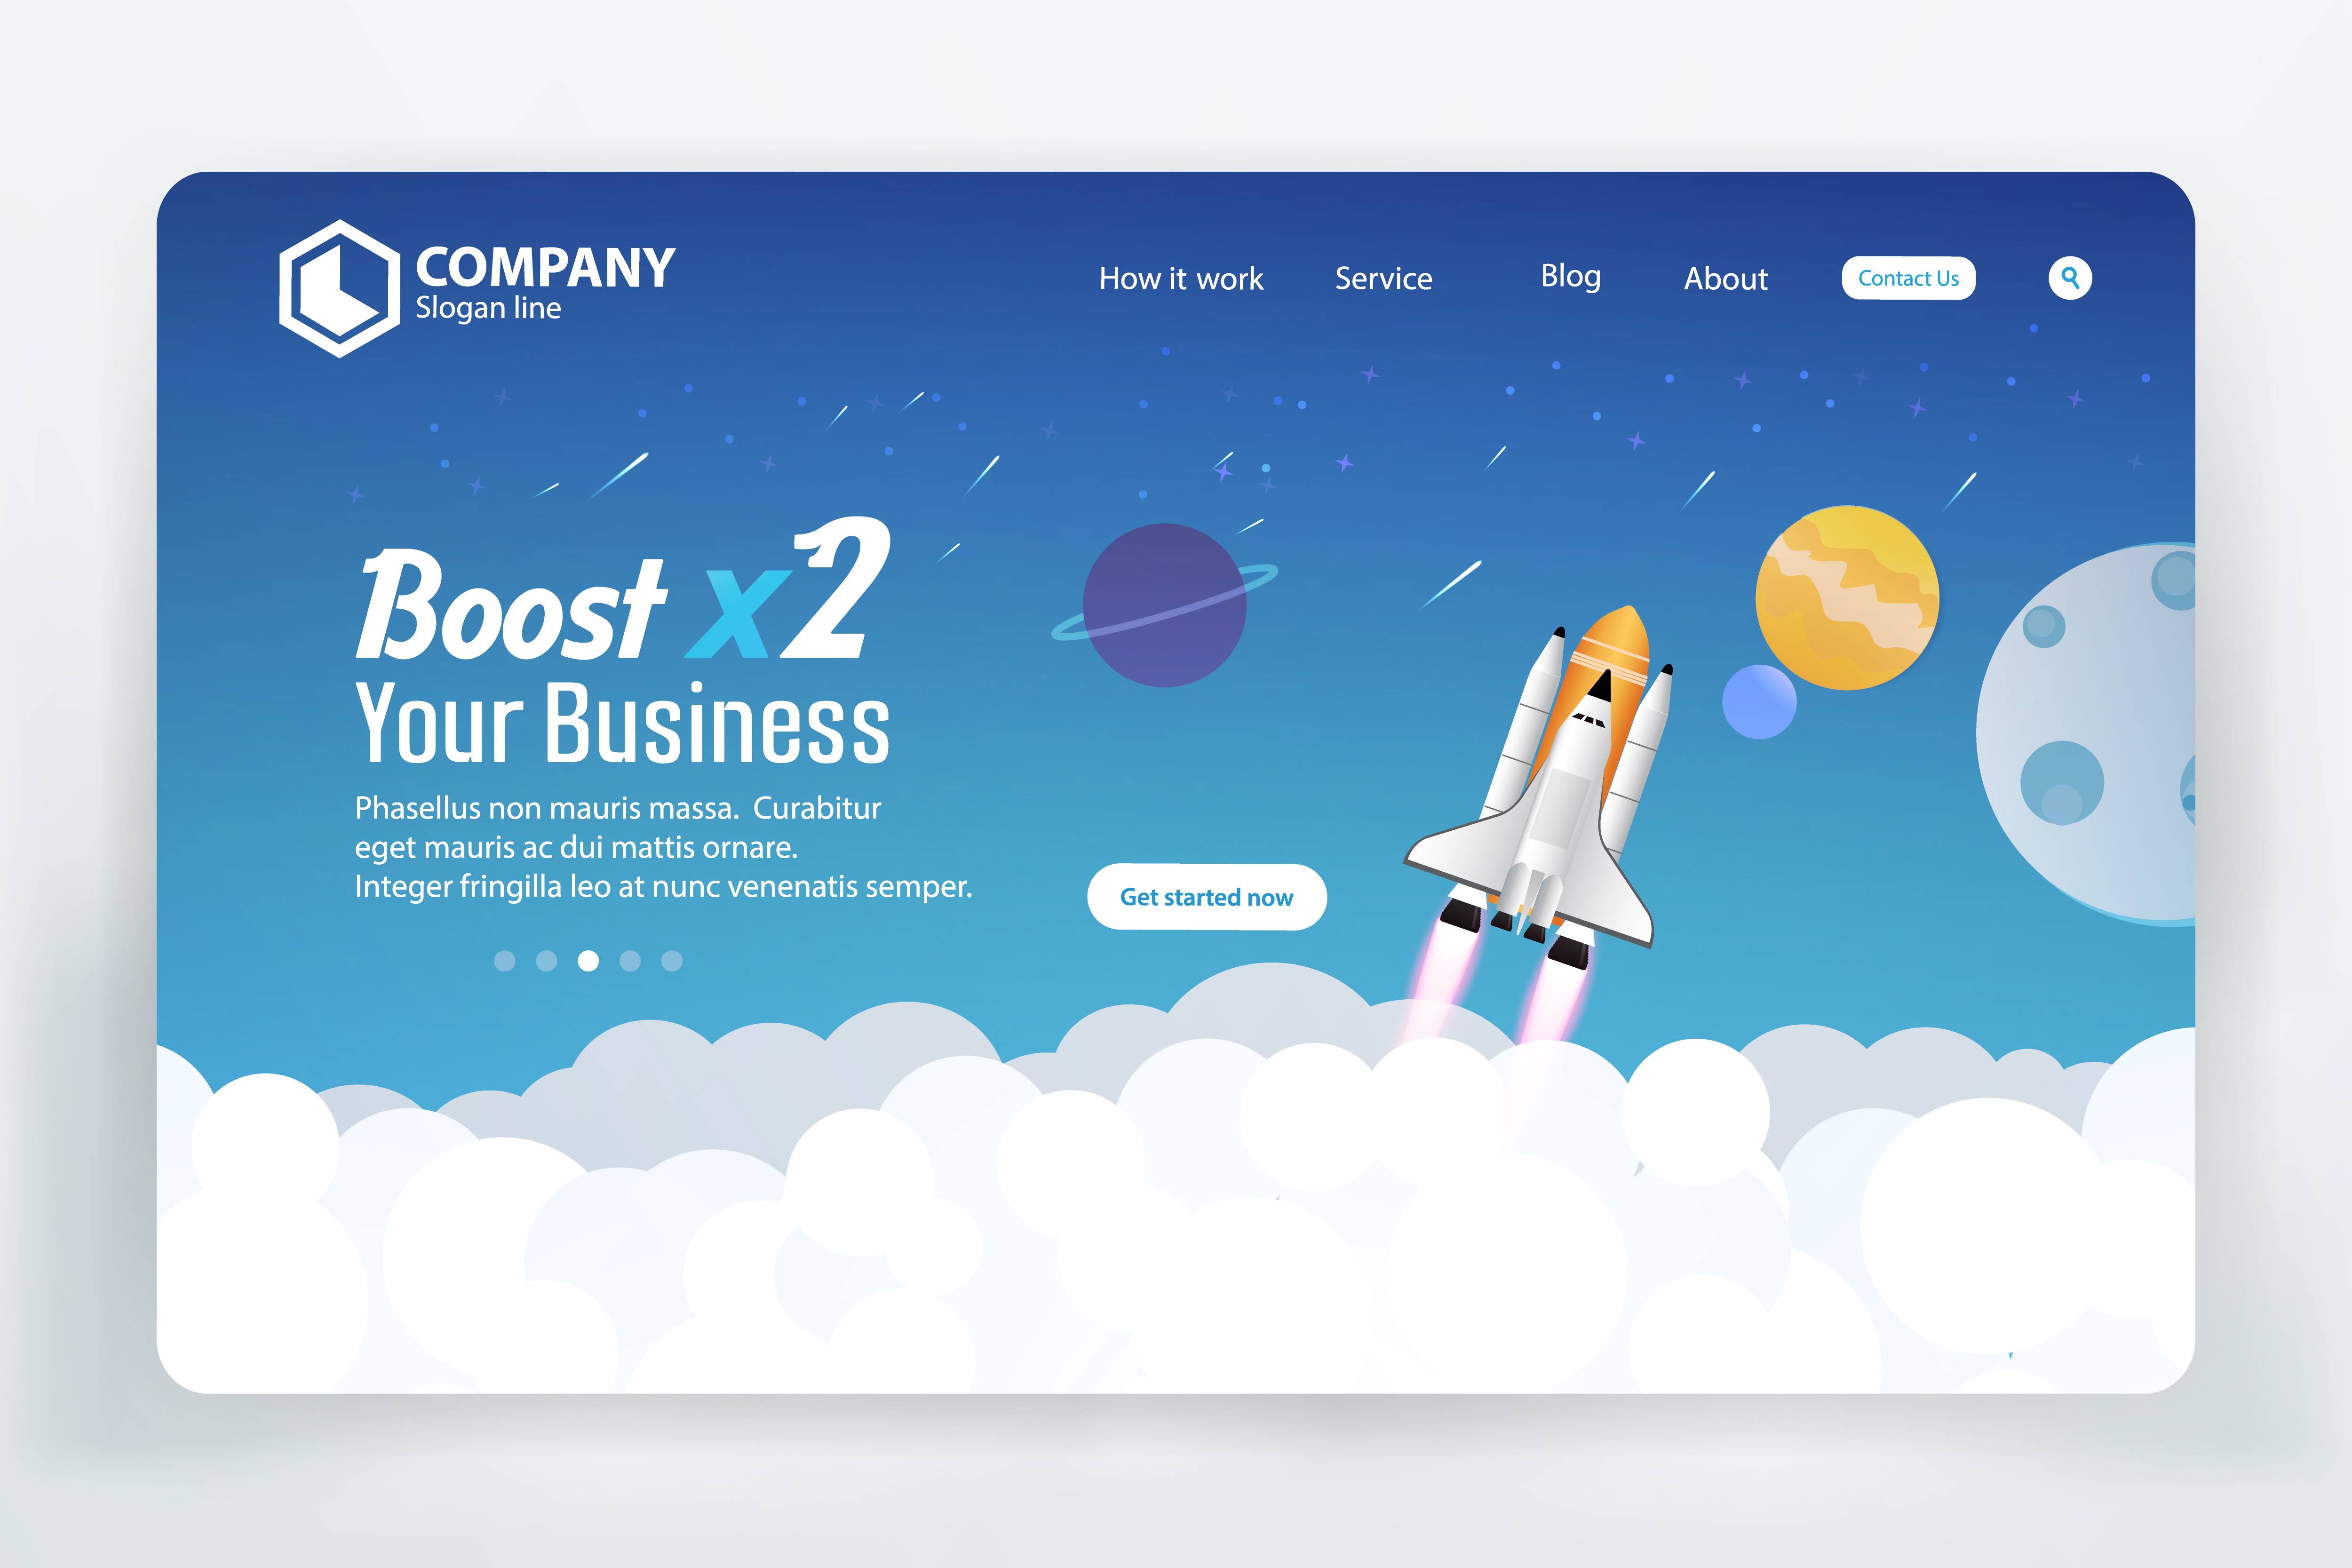 COMPANY
Slogan line
How it work
Service
Blog
About
Contact Us
Boost x2
Your Business
Phasellus non mauris massa.  Curabitur
eget mauris ac dui mattis ornare.
Integer fringilla leo at nunc venenatis semper.
Get started now